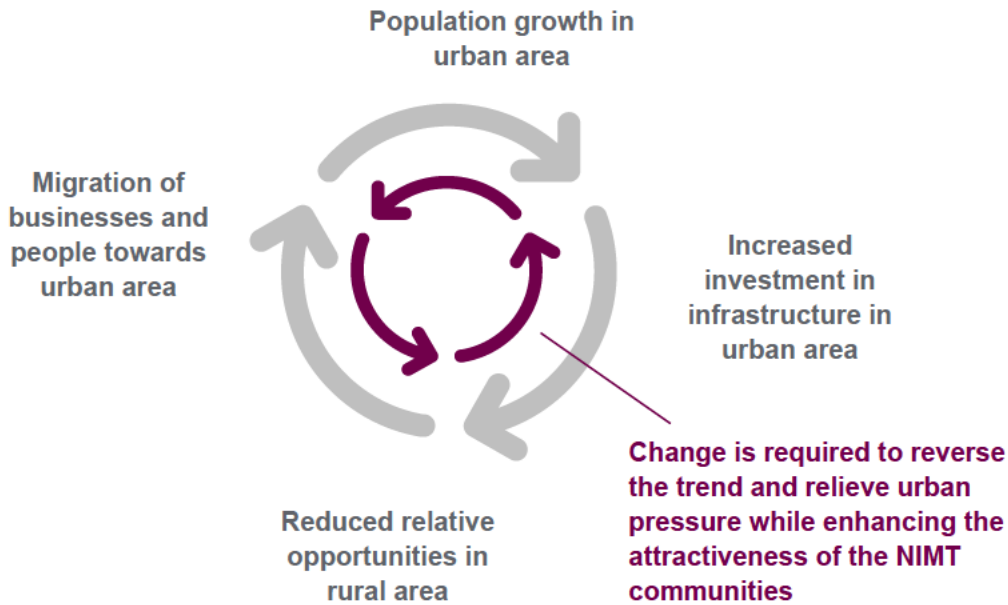 Population growth in
urban area
Migration of
businesses and
people towards
urban area
Increased
investment in
infrastructure in
urban area
Change is required to reverse
the trend and relieve urban
pressure while enhancing the
attractiveness of the NIMT
communities
Reduced relative
opportunities in
rural area